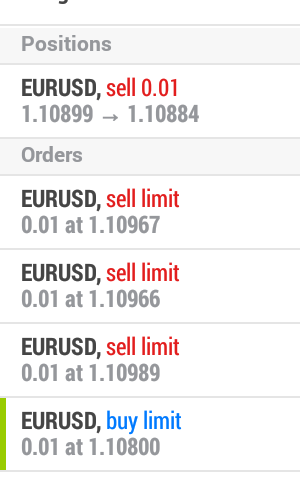 Positions
EURUSD, sell 0.01
1.10899 → 1.10884
Orders
EURUSD, sell limit
0.01 at 1.10967
EURUSD, sell limit
0.01 at 1.10966
EURUSD, sell limit
0.01 at 1.10989
EURUSD, buy limit
0.01 at 1.10800